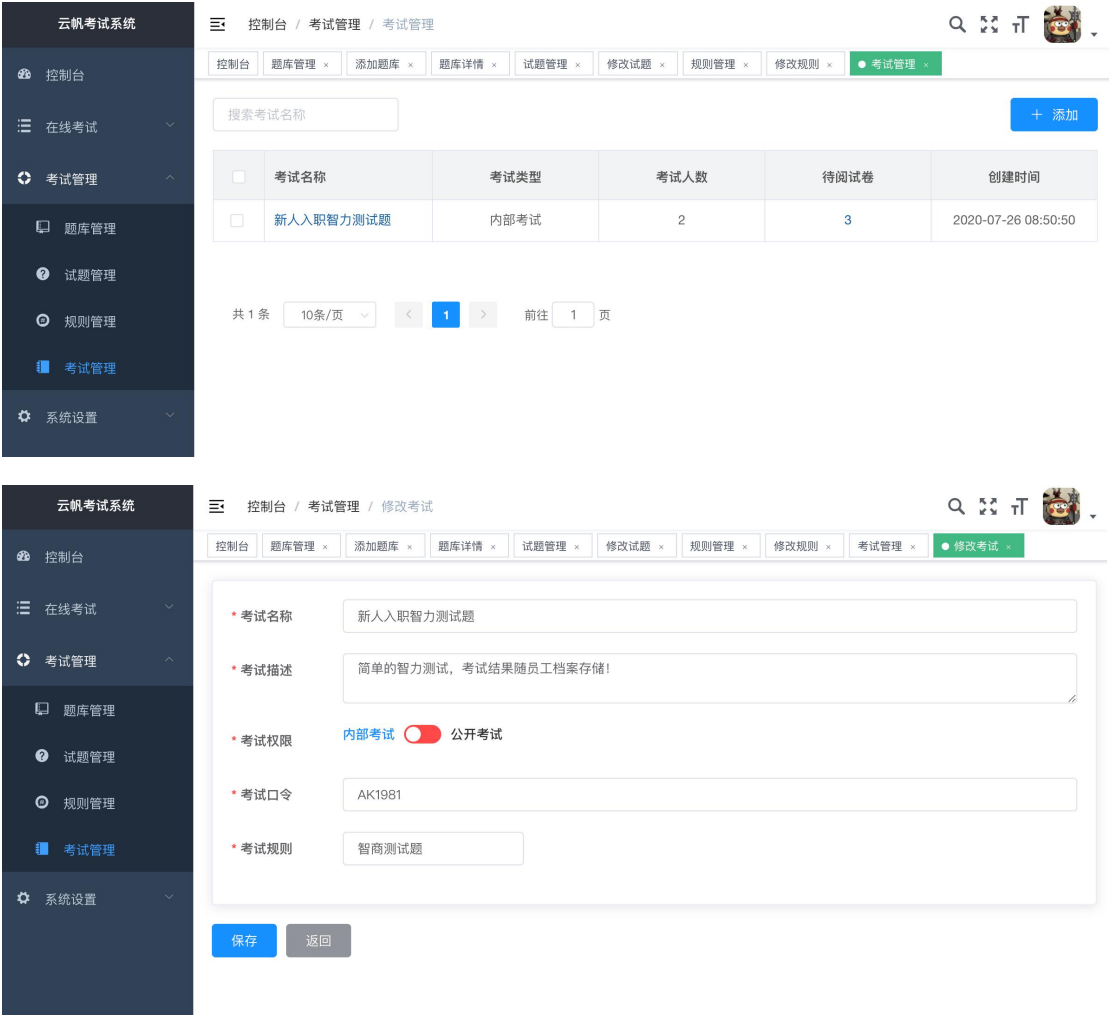 云帆考试系统
控制台 / 考试管理 / 考试管理
控制台 题库管理 × 添加题库 × 题库详情 × 试题管理 × 修改试题 × 规则管理 × 修改规则 × 考试管理 ×
控制台
在线考试
考试管理
题库管理
试题管理
规则管理
考试管理
系统设置
搜索考试名称
+ 添加
考试名称 考试类型 考试人数 待阅试卷 创建时间
新人入职智力测试题 内部考试 2 3 2020-07-26 08:50:50
共 1 条 10条/页 < 1 > 前往 1 页
云帆考试系统
控制台 / 考试管理 / 修改考试
控制台 题库管理 × 添加题库 × 题库详情 × 试题管理 × 修改试题 × 规则管理 × 修改规则 × 考试管理 × 修改考试 ×
控制台
在线考试
考试管理
题库管理
试题管理
规则管理
考试管理
系统设置
* 考试名称 新人入职智力测试题
* 考试描述 简单的智力测试，考试结果随员工档案存储！
* 考试权限 内部考试 公开考试
* 考试口令 AK1981
* 考试规则 智商测试题
保存 返回